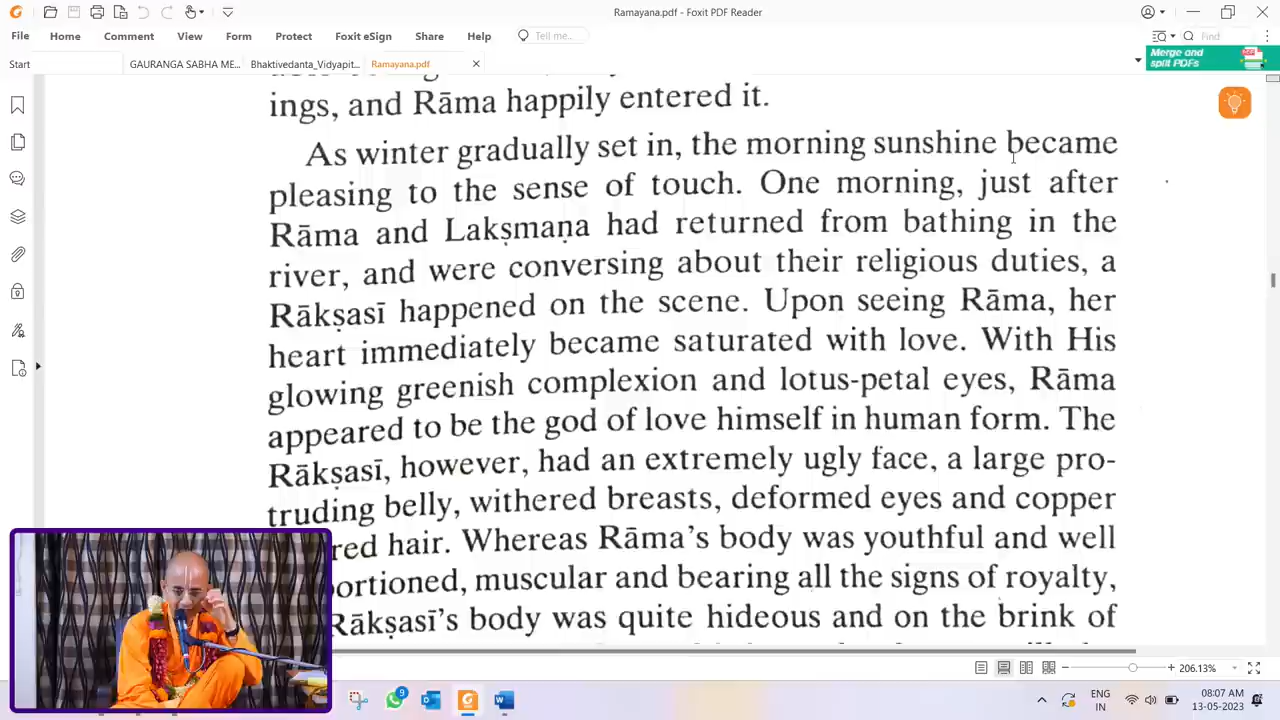 Ramayana.pdf - Foxit PDF Reader
File Home Comment View Form Protect Foxit eSign Share Help Tell me... Find
Start GAURANGA SABHA ME... Bhaktivedanta_Vidyapit... Ramayana.pdf
Merge and
split PDFs
ings, and Rāma happily entered it.
As winter gradually set in, the morning sunshine became
pleasing to the sense of touch. One morning, just after
Rāma and Lakṣmaṇa had returned from bathing in the
river, and were conversing about their religious duties, a
Rākṣasī happened on the scene. Upon seeing Rāma, her
heart immediately became saturated with love. With His
glowing greenish complexion and lotus-petal eyes, Rāma
appeared to be the god of love himself in human form. The
Rākṣasī, however, had an extremely ugly face, a large pro-
truding belly, withered breasts, deformed eyes and copper
red hair. Whereas Rāma's body was youthful and well
portioned, muscular and bearing all the signs of royalty,
Rākṣasī's body was quite hideous and on the brink of
206.13%
9
ENG
IN
08:07 AM
13-05-2023